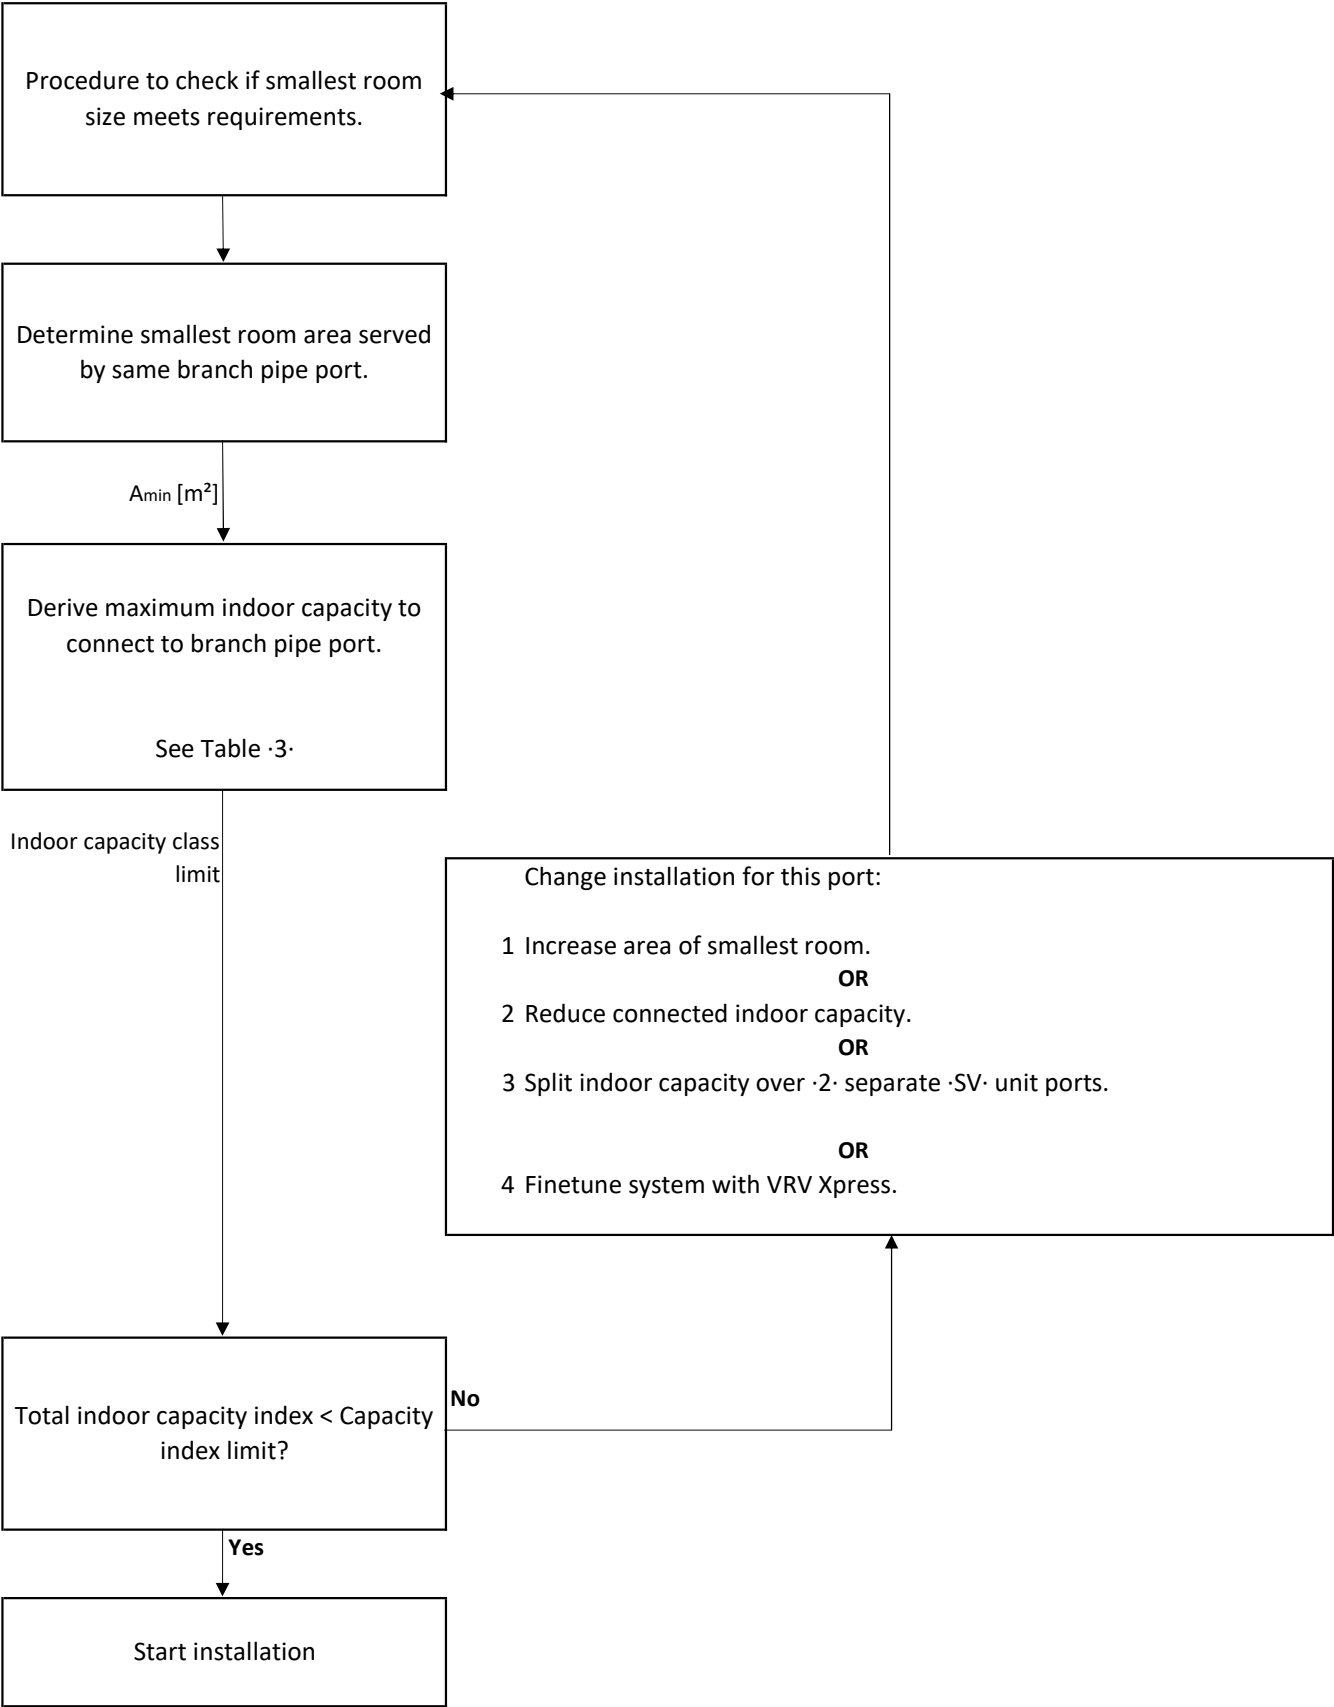 Procedure to check if smallest room
size meets requirements.
Determine smallest room area served
by same branch pipe port.
Amin [m²]
Derive maximum indoor capacity to
connect to branch pipe port.
See Table ·3·
Indoor capacity class
limit
Change installation for this port:
1 Increase area of smallest room.
OR
2 Reduce connected indoor capacity.
OR
3 Split indoor capacity over ·2· separate ·SV· unit ports.
OR
4 Finetune system with VRV Xpress.
Total indoor capacity index < Capacity
index limit?
No
Yes
Start installation